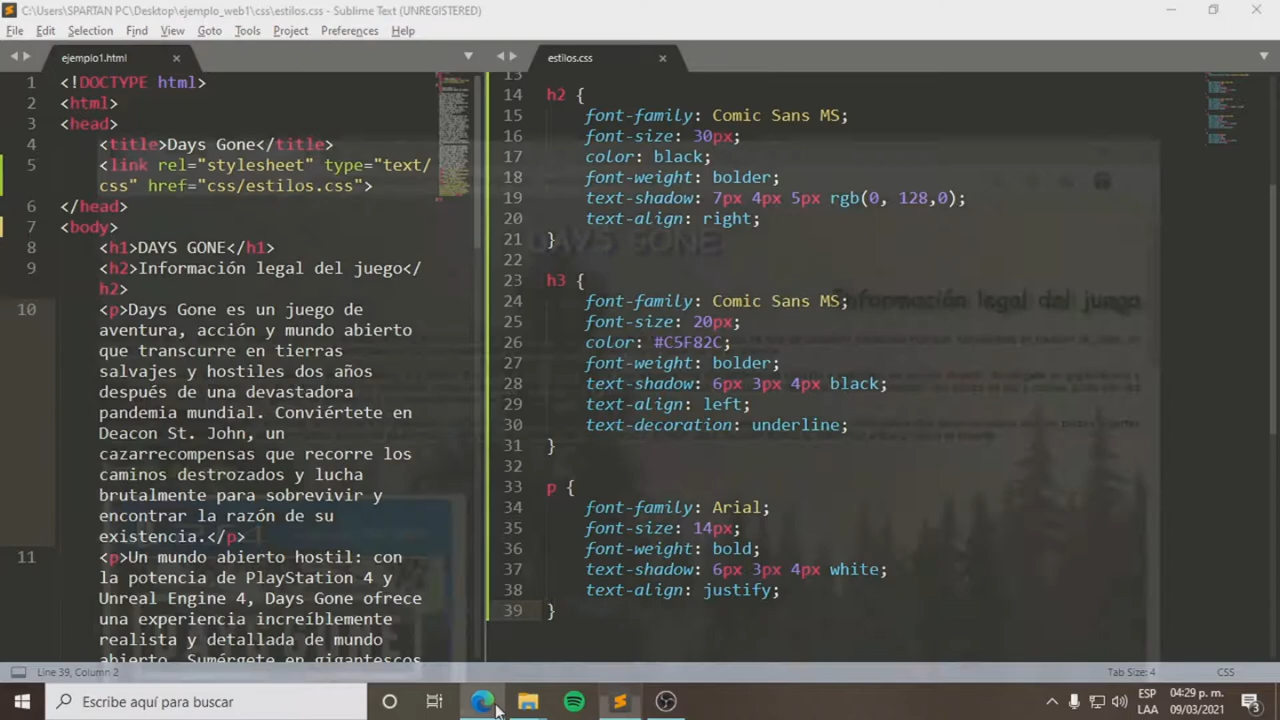 C:\Users\SPARTAN PC\Desktop\ejemplo_web1\css\estilos.css - Sublime Text (UNREGISTERED)
File Edit Selection Find View Goto Tools Project Preferences Help
ejemplo1.html
1 <!DOCTYPE html>
2 <html>
3 <head>
4 <title>Days Gone</title>
5 <link rel="stylesheet" type="text/
css" href="css/estilos.css">
6 </head>
7 <body>
8 <h1>DAYS GONE</h1>
9 <h2>Información legal del juego</
h2>
10 <p>Days Gone es un juego de
aventura, acción y mundo abierto
que transcurre en tierras
salvajes y hostiles dos años
después de una devastadora
pandemia mundial. Conviértete en
Deacon St. John, un
cazarrecompensas que recorre los
caminos destrozados y lucha
brutalmente para sobrevivir y
encontrar la razón de su
existencia.</p>
11 <p>Un mundo abierto hostil: con
la potencia de PlayStation 4 y
Unreal Engine 4, Days Gone ofrece
una experiencia increíblemente
realista y detallada de mundo
abierto. Sumérgete en gigantescos
estilos.css
13
14 h2 {
15 font-family: Comic Sans MS;
16 font-size: 30px;
17 color: black;
18 font-weight: bolder;
19 text-shadow: 7px 4px 5px rgb(0, 128,0);
20 text-align: right;
21 }
22
23 h3 {
24 font-family: Comic Sans MS;
25 font-size: 20px;
26 color: #C5F82C;
27 font-weight: bolder;
28 text-shadow: 6px 3px 4px black;
29 text-align: left;
30 text-decoration: underline;
31 }
32
33 p {
34 font-family: Arial;
35 font-size: 14px;
36 font-weight: bold;
37 text-shadow: 6px 3px 4px white;
38 text-align: justify;
39 }
DAYS GONE
Información legal del juego
Line 39, Column 2
Tab Size: 4
CSS
Escribe aquí para buscar
ESP
LAA
04:29 p. m.
09/03/2021
3